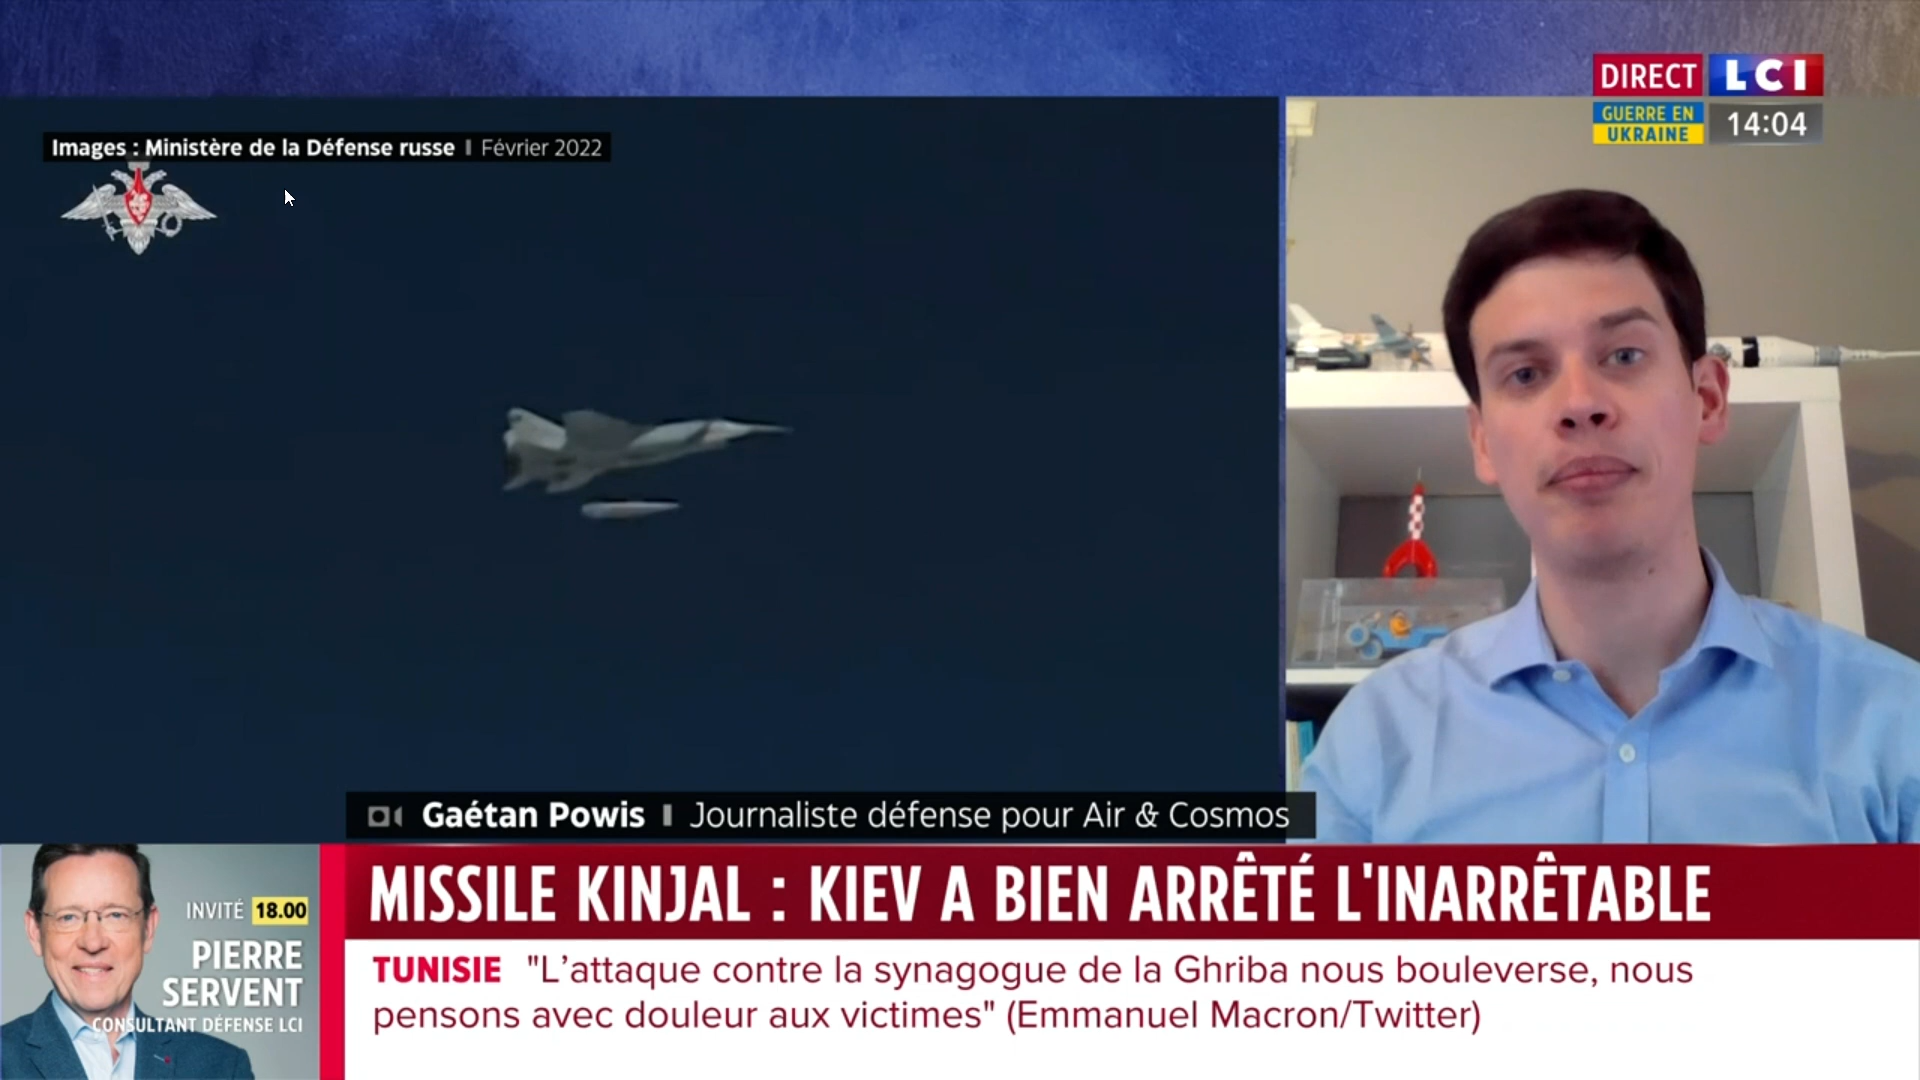 DIRECT LCI
GUERRE EN
UKRAINE
14:04
Images : Ministère de la Défense russe | Février 2022
Gaétan Powis | Journaliste défense pour Air & Cosmos
INVITÉ 18.00
PIERRE
SERVENT
CONSULTANT DÉFENSE LCI
MISSILE KINJAL : KIEV A BIEN ARRÊTÉ L'INARRÊTABLE
TUNISIE "L’attaque contre la synagogue de la Ghriba nous bouleverse, nous
pensons avec douleur aux victimes" (Emmanuel Macron/Twitter)